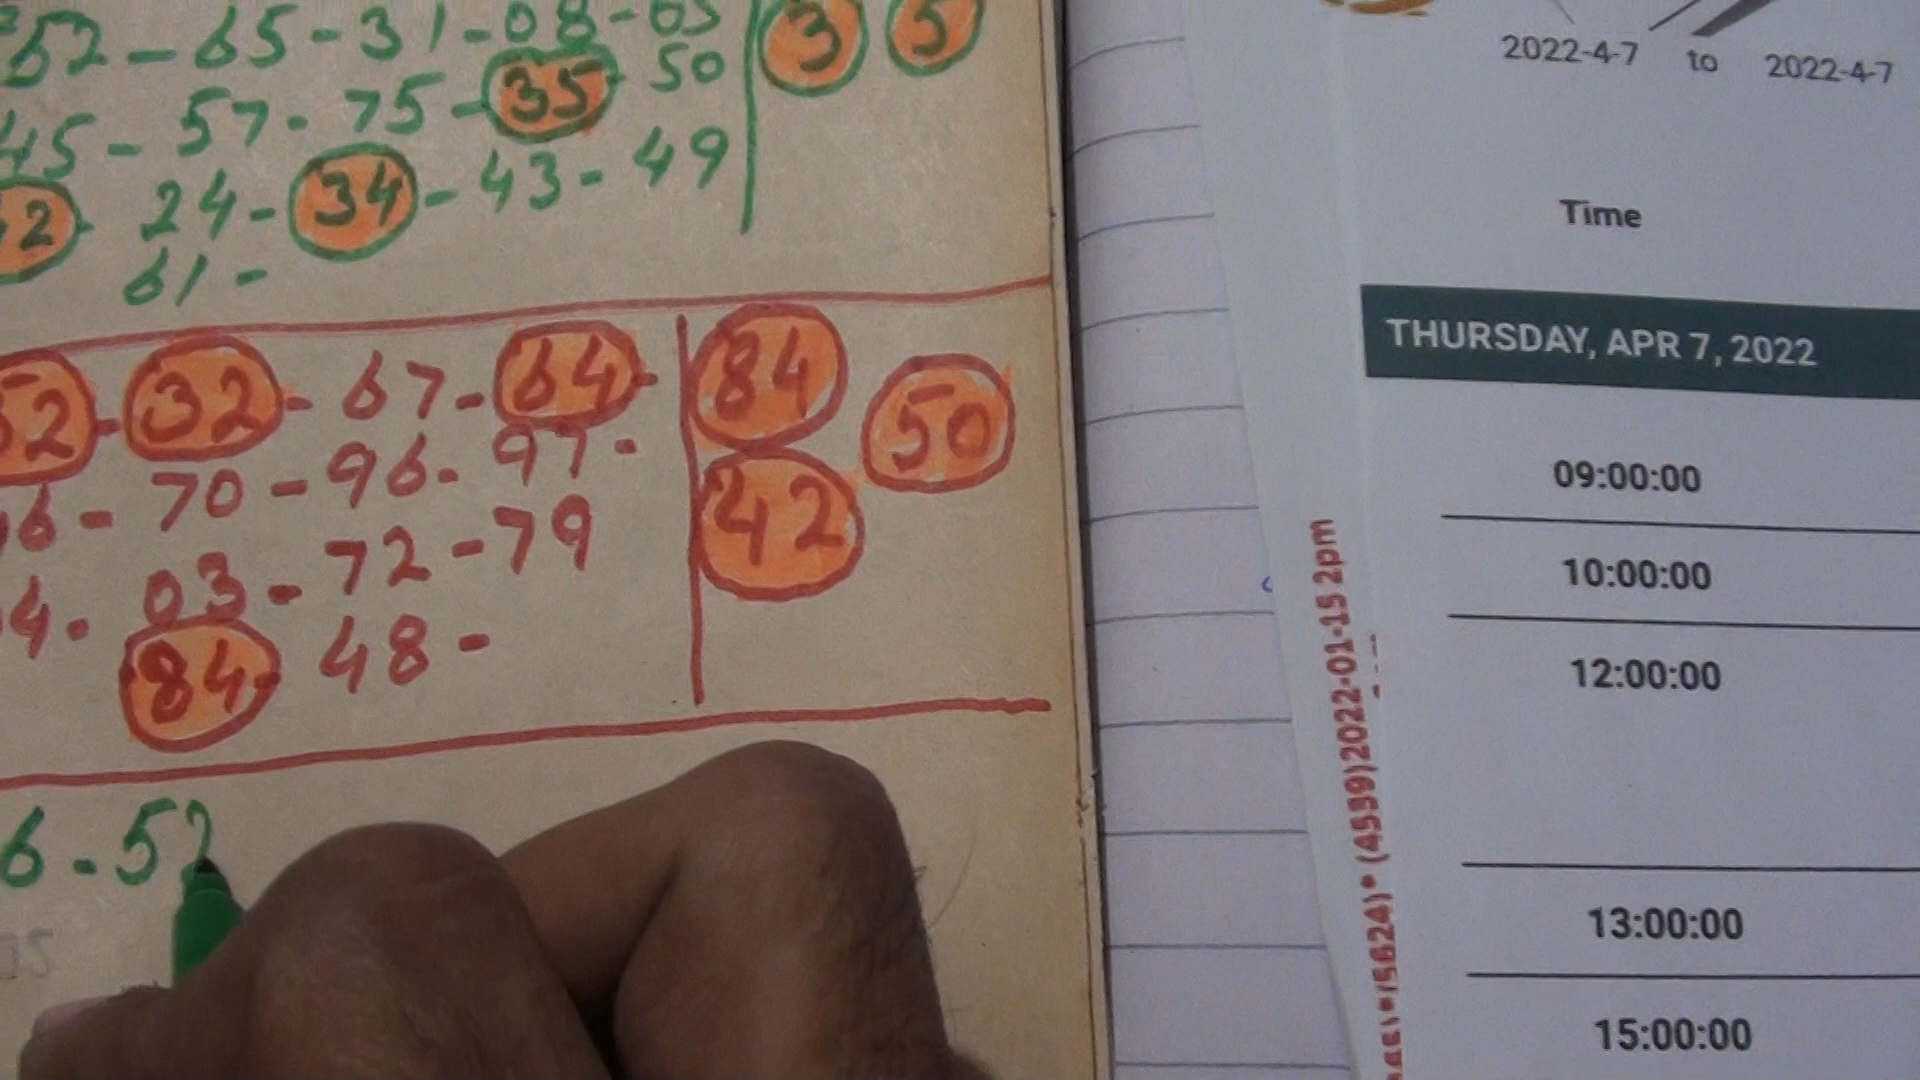 52 - 65 - 31 - 08 - 05
3 5
45 - 57 - 75 - 35 - 50
24 - 34 - 43 - 49
61 -
52 - 32 - 67 - 64 -
84
50
70 - 96 - 97 -
42
03 - 72 - 79
84 - 48 -
6 - 52
2022-4-7 to 2022-4-7
Time
THURSDAY, APR 7, 2022
09:00:00
10:00:00
12:00:00
13:00:00
15:00:00
(5624)* (4599)2022-01-15 2pm